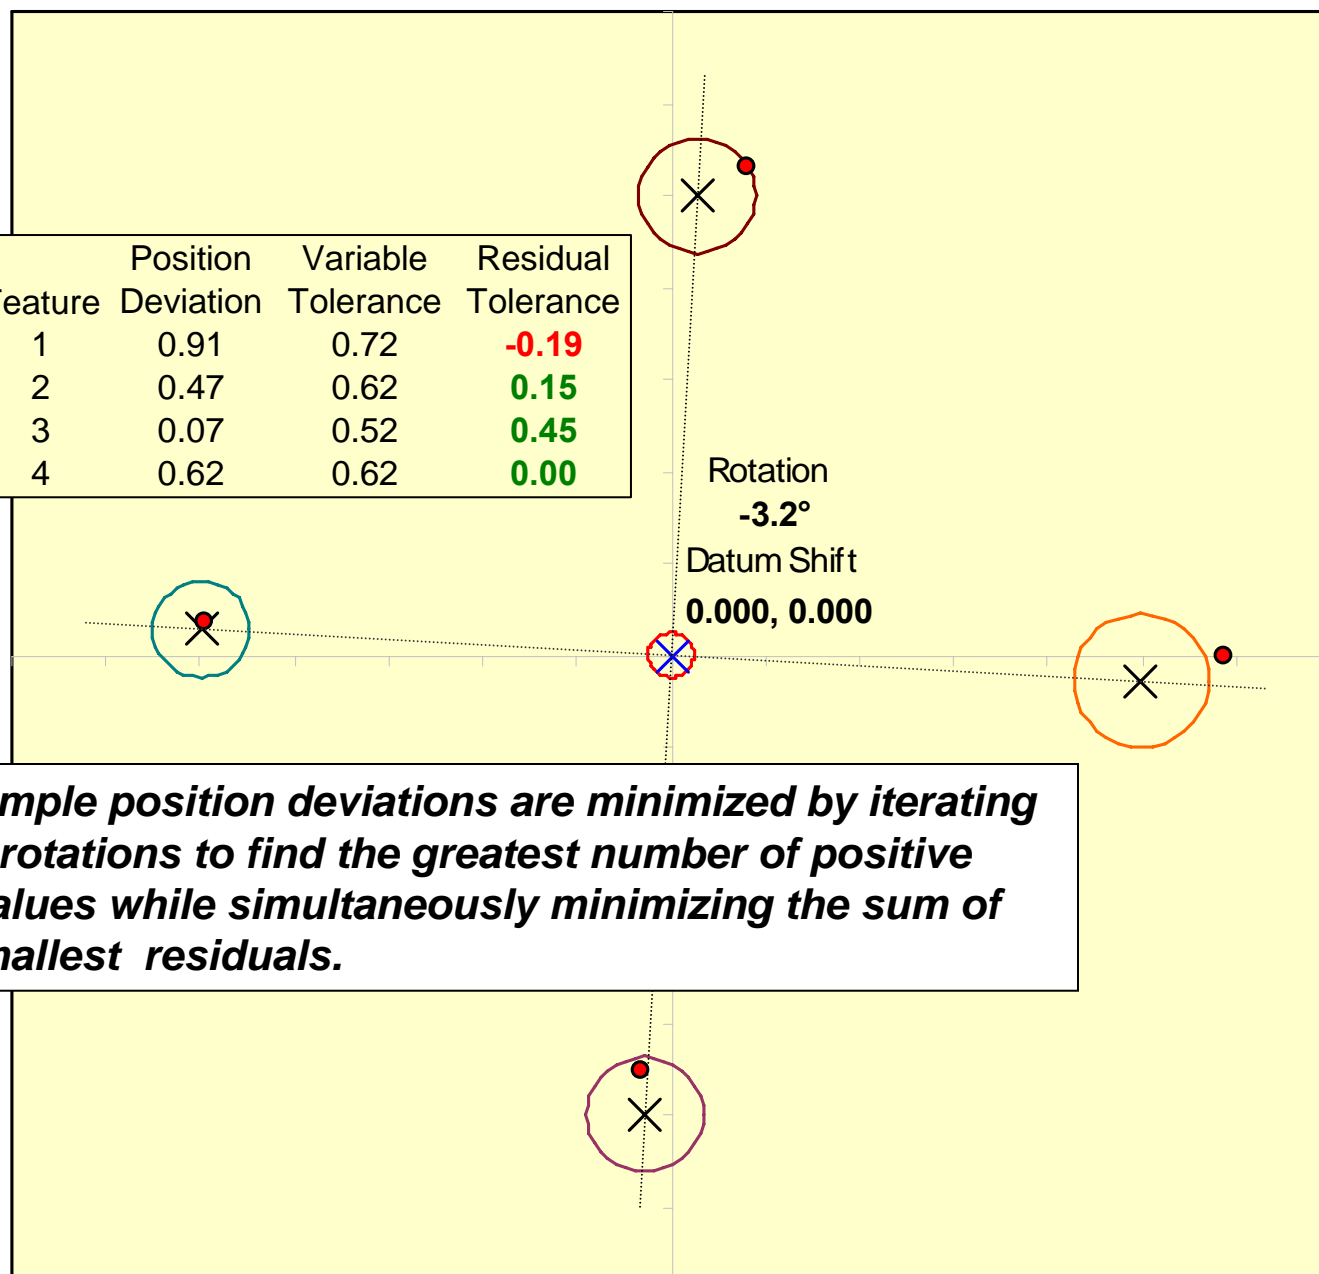 Position Variable Residual
eature Deviation Tolerance Tolerance
1 0.91 0.72 -0.19
2 0.47 0.62 0.15
3 0.07 0.52 0.45
4 0.62 0.62 0.00
Rotation
-3.2°
Datum Shift
0.000, 0.000
mple position deviations are minimized by iterating
rotations to find the greatest number of positive
alues while simultaneously minimizing the sum of
nallest residuals.